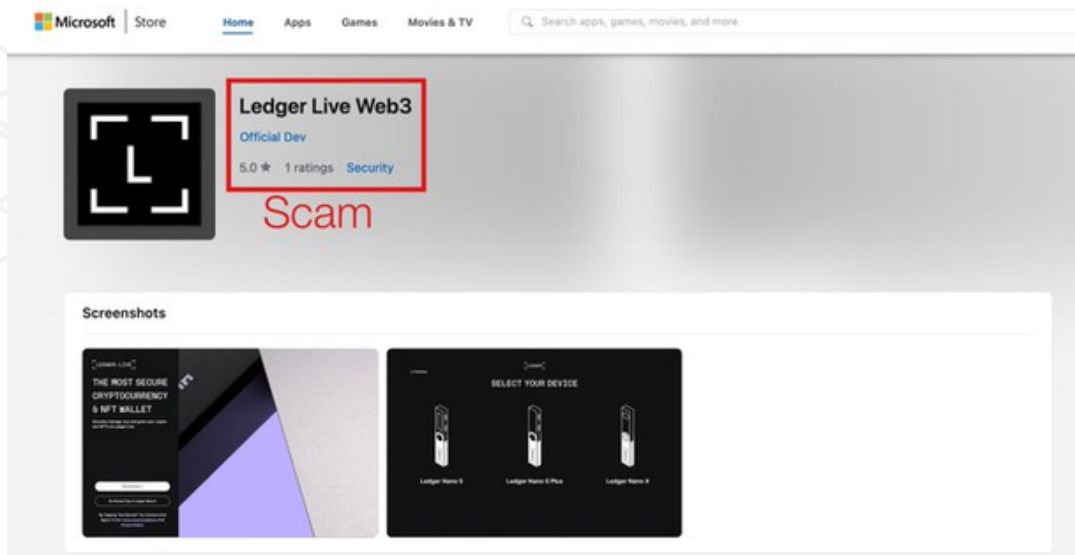 Microsoft | Store Home Apps Games Movies & TV Search apps, games, movies, and more
Ledger Live Web3
Official Dev
5.0 ★ 1 ratings Security
L
Scam
Screenshots
[LEDGER LIVE]
THE MOST SECURE
CRYPTOCURRENCY
& NFT WALLET
SELECT YOUR DEVICE
Ledger Nano S Ledger Nano S Plus Ledger Nano X